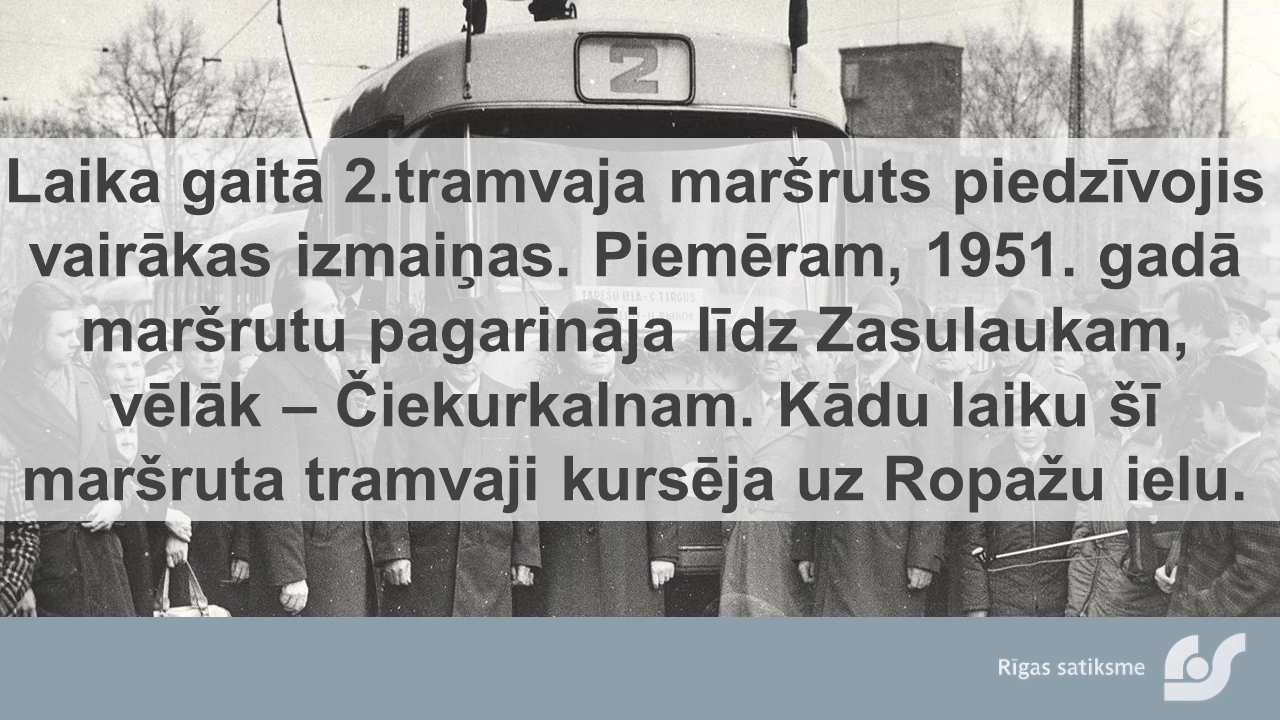 2
Laika gaitā 2.tramvaja maršruts piedzīvojis
vairākas izmaiņas. Piemēram, 1951. gadā
maršrutu pagarināja līdz Zasulaukam,
vēlāk – Čiekurkalnam. Kādu laiku šī
maršruta tramvaji kursēja uz Ropažu ielu.
Rīgas satiksme